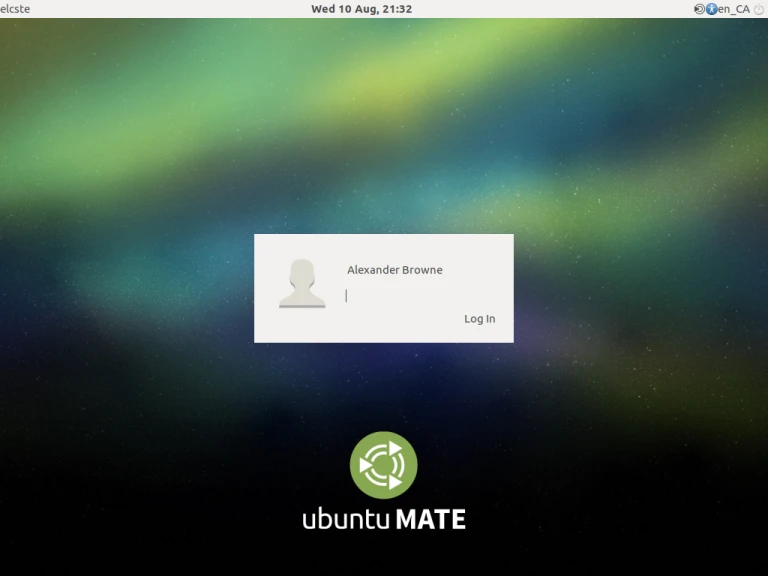 elcste
Wed 10 Aug, 21:32
en_CA
Alexander Browne
Log In
ubuntu MATE